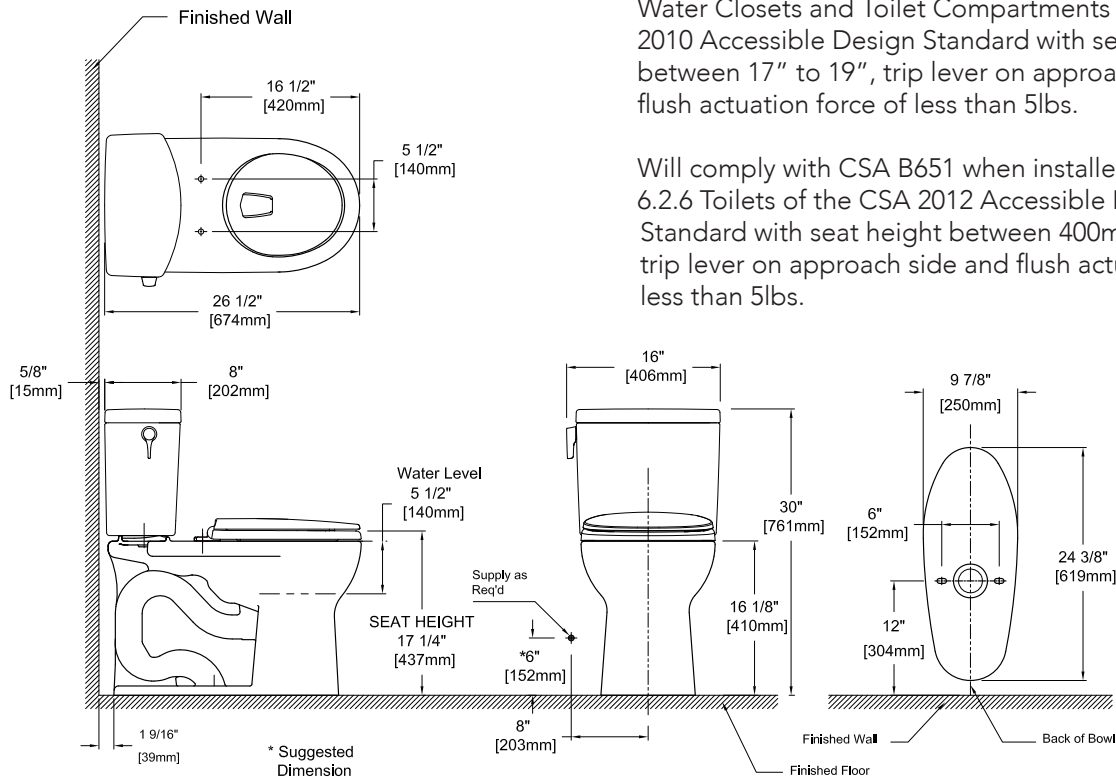 Water Closets and Toilet Compartments
2010 Accessible Design Standard with
between 17” to 19”, trip lever on
flush actuation force of less than 5lbs.
Will comply with CSA B651 when
6.2.6 Toilets of the CSA 2012 Accessible
Standard with seat height between
trip lever on approach side and flush
less than 5lbs.
Finished Wall
16 1/2"
[420mm]
5 1/2"
[140mm]
26 1/2"
[674mm]
5/8"
[15mm]
8"
[202mm]
Water Level
5 1/2"
[140mm]
SEAT HEIGHT
17 1/4"
[437mm]
1 9/16"
[39mm]
* Suggested
Dimension
16"
[406mm]
30"
[761mm]
16 1/8"
[410mm]
Supply as
Req'd
*6"
[152mm]
8"
[203mm]
Finished Floor
9 7/8"
[250mm]
6"
[152mm]
24 3/8"
[619mm]
12"
[304mm]
Finished Wall
Back of Bowl